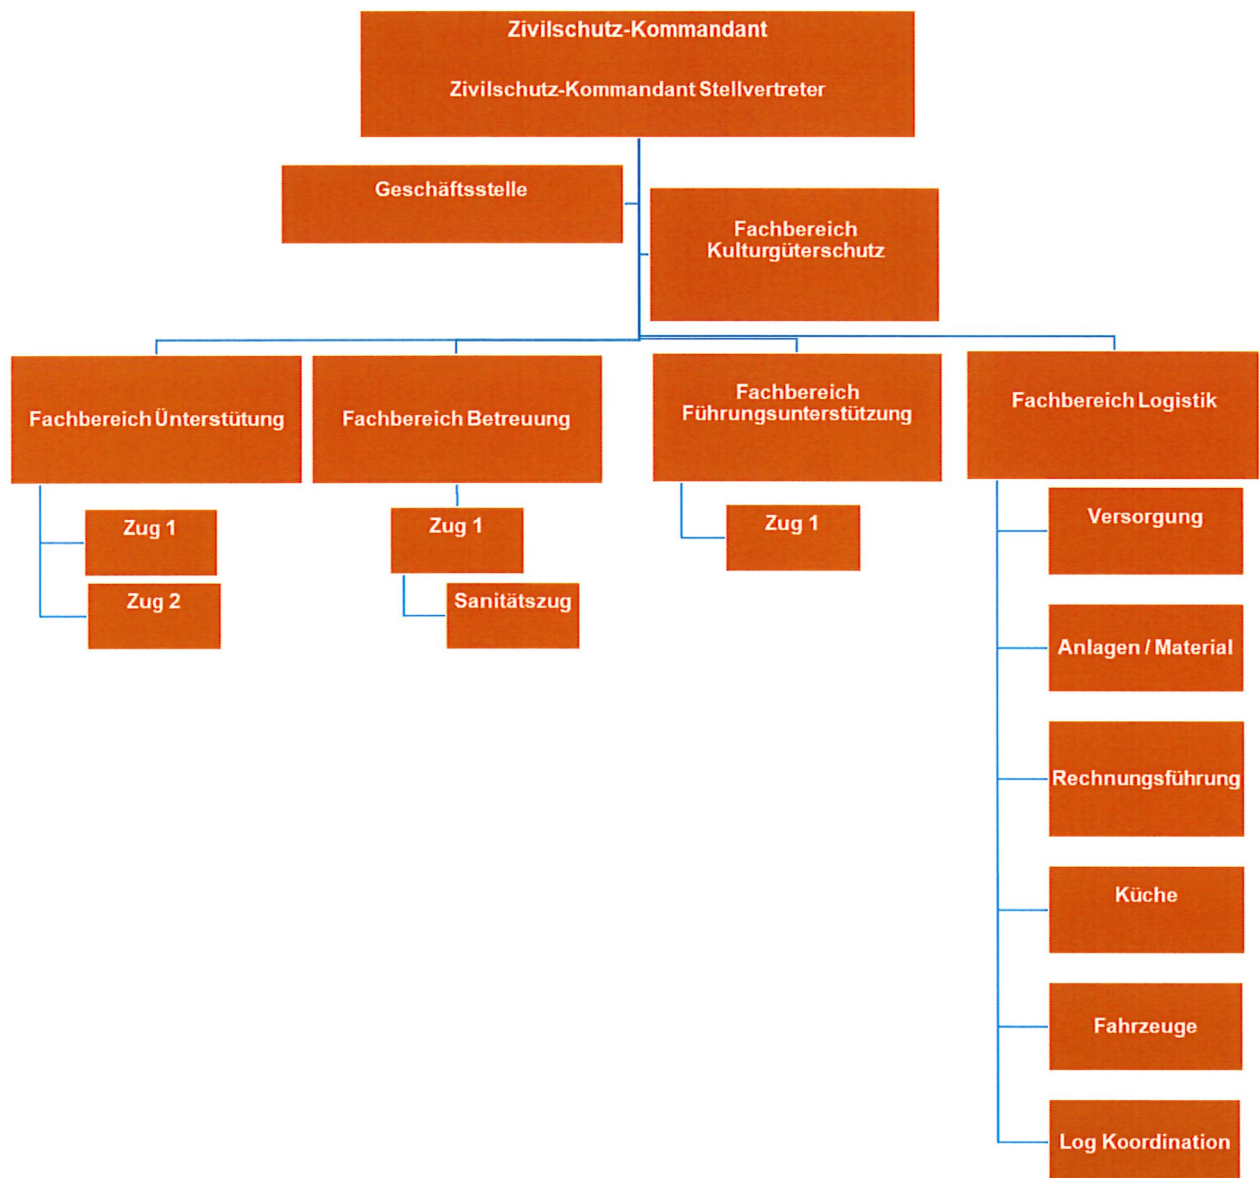 Zivilschutz-Kommandant
Zivilschutz-Kommandant Stellvertreter
Geschäftsstelle
Fachbereich
Kulturgüterschutz
Fachbereich Ünterstütung
Fachbereich Betreuung
Fachbereich
Führungsunterstützung
Fachbereich Logistik
Zug 1
Zug 2
Zug 1
Sanitätszug
Zug 1
Versorgung
Anlagen / Material
Rechnungsführung
Küche
Fahrzeuge
Log Koordination